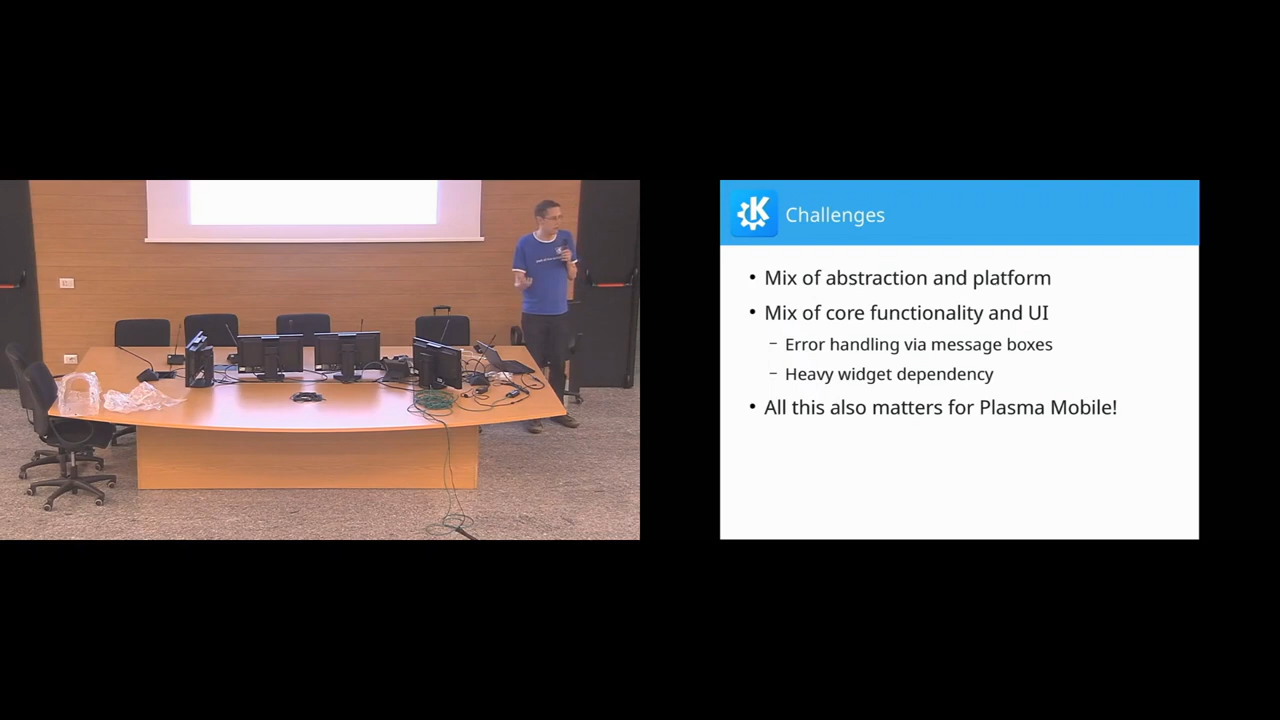 Challenges
• Mix of abstraction and platform
• Mix of core functionality and UI
– Error handling via message boxes
– Heavy widget dependency
• All this also matters for Plasma Mobile!